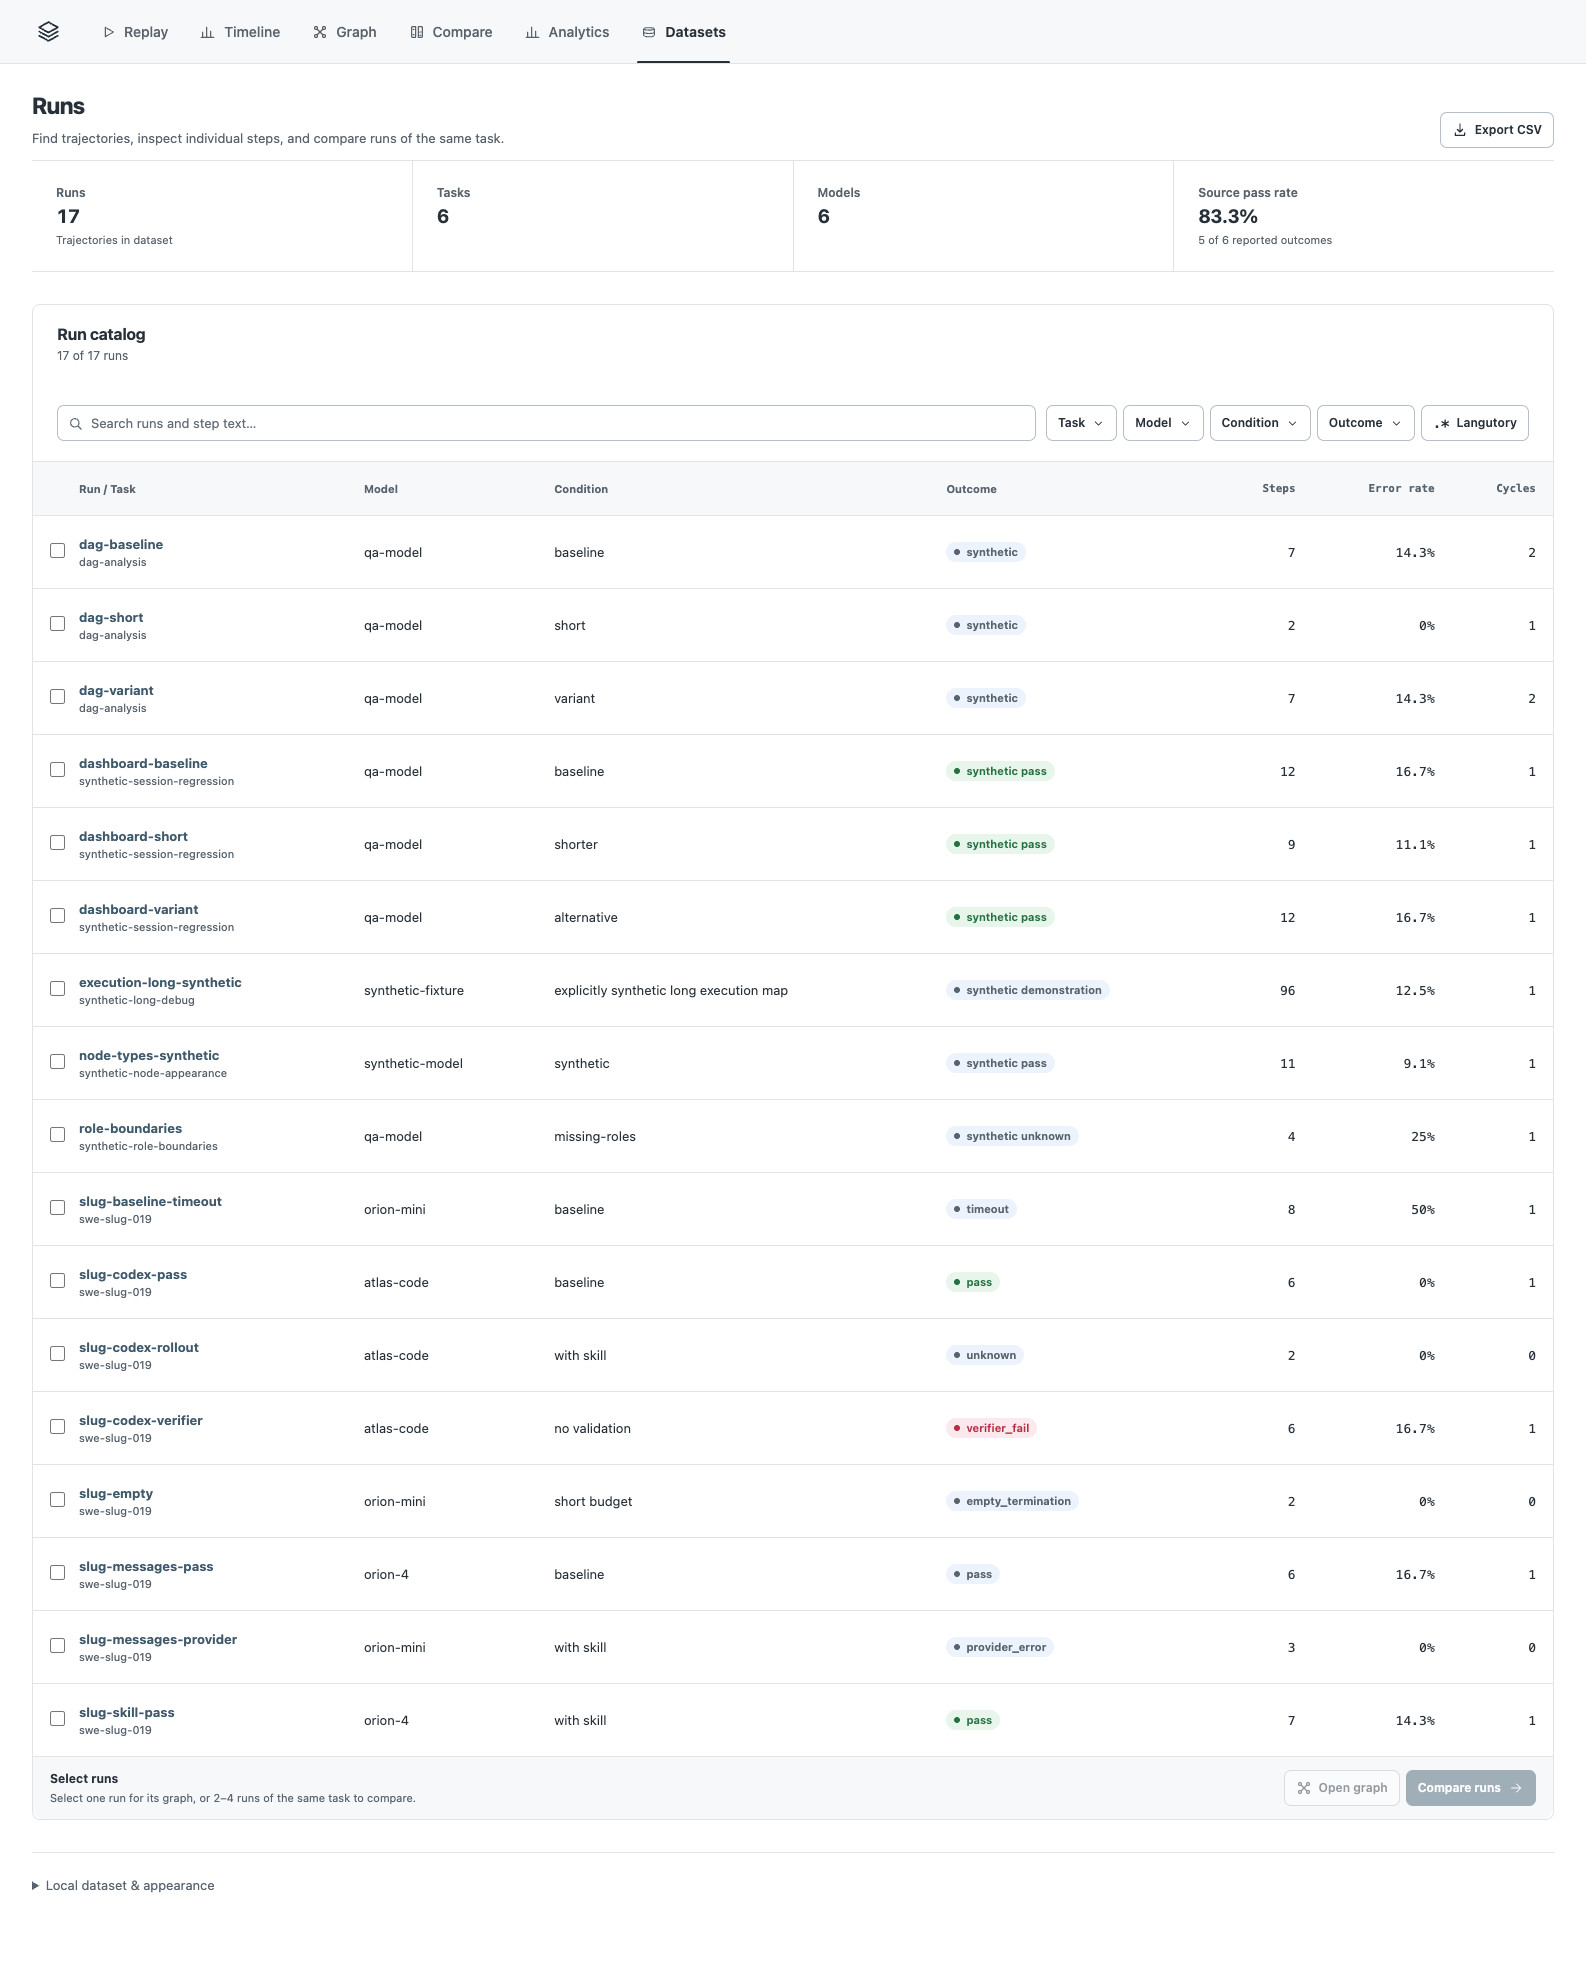 Replay Timeline Graph Compare Analytics Datasets
Runs
Find trajectories, inspect individual steps, and compare runs of the same task.
Export CSV
Runs
17
Trajectories in dataset
Tasks
6
Models
6
Source pass rate
83.3%
5 of 6 reported outcomes
Run catalog
17 of 17 runs
Search runs and step text...
Task Model Condition Outcome .* Langutory
Run / Task Model Condition Outcome Steps Error rate Cycles
dag-baseline
dag-analysis
qa-model baseline synthetic 7 14.3% 2
dag-short
dag-analysis
qa-model short synthetic 2 0% 1
dag-variant
dag-analysis
qa-model variant synthetic 7 14.3% 2
dashboard-baseline
synthetic-session-regression
qa-model baseline synthetic pass 12 16.7% 1
dashboard-short
synthetic-session-regression
qa-model shorter synthetic pass 9 11.1% 1
dashboard-variant
synthetic-session-regression
qa-model alternative synthetic pass 12 16.7% 1
execution-long-synthetic
synthetic-long-debug
synthetic-fixture explicitly synthetic long execution map synthetic demonstration 96 12.5% 1
node-types-synthetic
synthetic-node-appearance
synthetic-model synthetic synthetic pass 11 9.1% 1
role-boundaries
synthetic-role-boundaries
qa-model missing-roles synthetic unknown 4 25% 1
slug-baseline-timeout
swe-slug-019
orion-mini baseline timeout 8 50% 1
slug-codex-pass
swe-slug-019
atlas-code baseline pass 6 0% 1
slug-codex-rollout
swe-slug-019
atlas-code with skill unknown 2 0% 0
slug-codex-verifier
swe-slug-019
atlas-code no validation verifier_fail 6 16.7% 1
slug-empty
swe-slug-019
orion-mini short budget empty_termination 2 0% 0
slug-messages-pass
swe-slug-019
orion-4 baseline pass 6 16.7% 1
slug-messages-provider
swe-slug-019
orion-mini with skill provider_error 3 0% 0
slug-skill-pass
swe-slug-019
orion-4 with skill pass 7 14.3% 1
Select runs
Select one run for its graph, or 2–4 runs of the same task to compare.
Open graph Compare runs
Local dataset & appearance